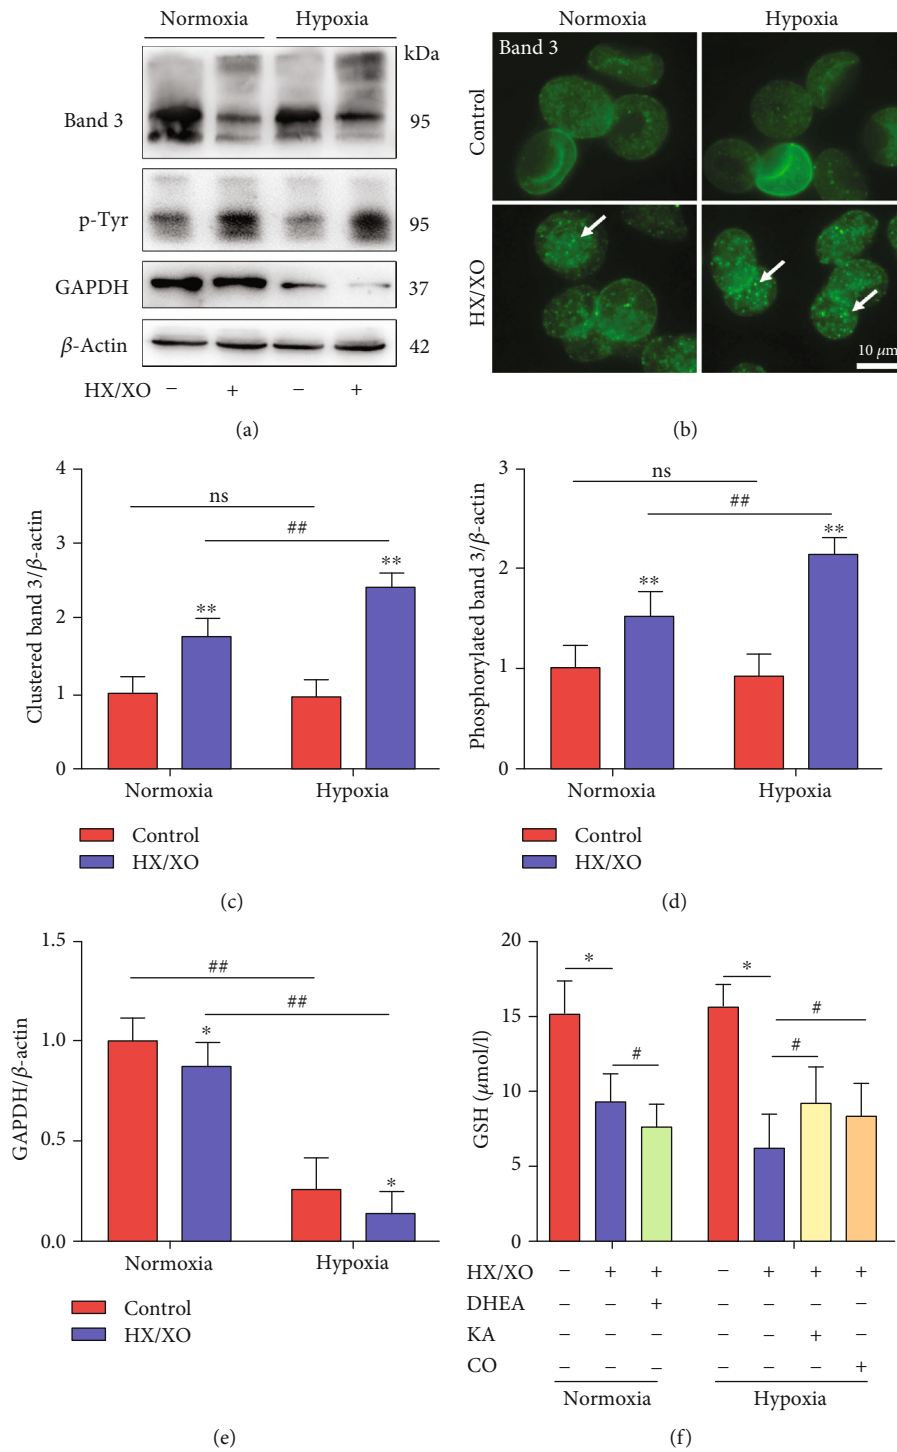 Normoxia Hypoxia
kDa
Band 3 95
p-Tyr 95
GAPDH 37
β-Actin 42
HX/XO − + − +
(a)
Normoxia Hypoxia
Band 3
Control
HX/XO
10 μm
(b)
Clustered band 3/β-actin
4
3
2
1
0
ns
##
** **
Normoxia Hypoxia
Control
HX/XO
(c)
Phosphorylated band 3/β-actin
3
2
1
0
ns
##
** **
Normoxia Hypoxia
Control
HX/XO
(d)
GAPDH/β-actin
1.5
1.0
0.5
0.0
##
##
* *
Normoxia Hypoxia
Control
HX/XO
(e)
GSH (μmol/l)
20
15
10
5
0
* *
# # #
HX/XO − + + − + + +
DHEA − − + − − − −
KA − − − − − + −
CO − − − − − − +
Normoxia Hypoxia
(f)